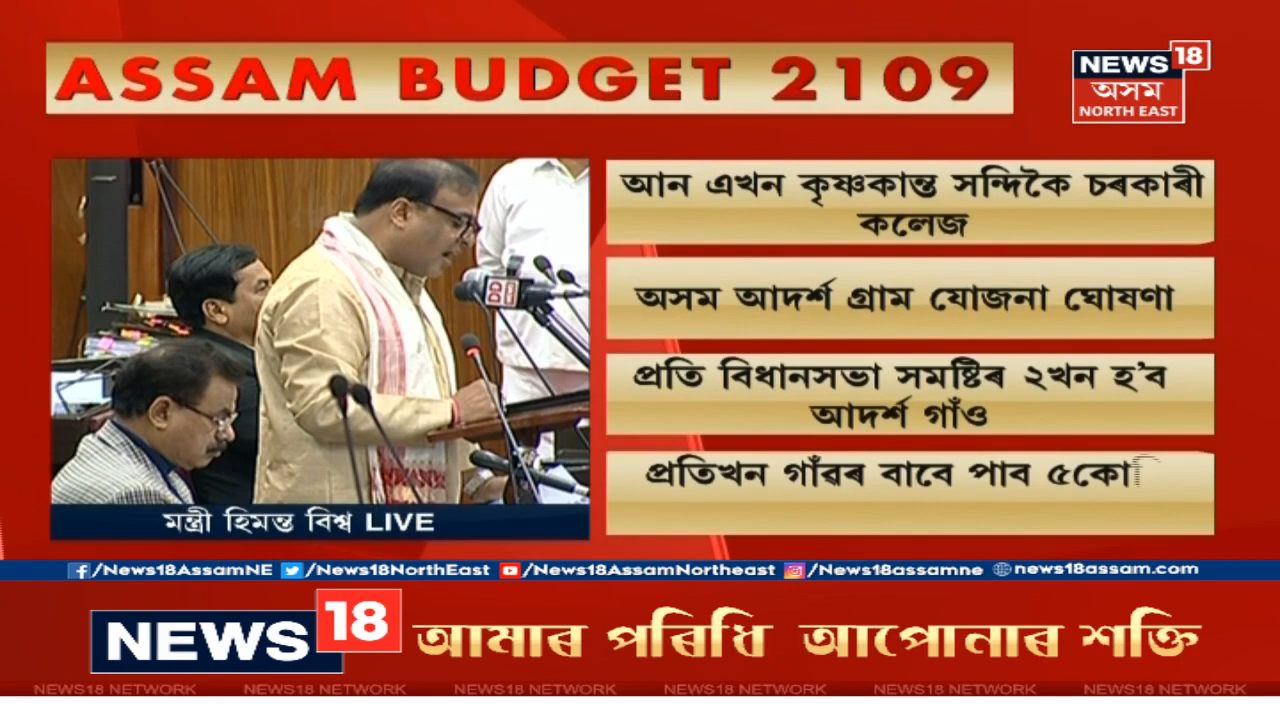 ASSAM BUDGET 2109
NEWS 18
অসম
NORTH EAST
আন এখন কৃষ্ণকান্ত সন্দিকৈ চৰকাৰী
কলেজ
অসম আদৰ্শ গ্ৰাম যোজনা ঘোষণা
প্ৰতি বিধানসভা সমষ্টিৰ ২খন হ'ব
আদৰ্শ গাঁও
প্ৰতিখন গাঁৱৰ বাবে পাব ৫কো
DD NEWS
মন্ত্ৰী হিমন্ত বিশ্ব LIVE
/News18AssamNE /News18NorthEast /News18AssamNortheast /News18assamne news18assam.com
NEWS 18 আমাৰ পৰিধি আপোনাৰ শক্তি
NEWS18 NETWORK NEWS18 NETWORK NEWS18 NETWORK NEWS18 NETWORK NEWS18 NETWORK NEWS18 NETWORK